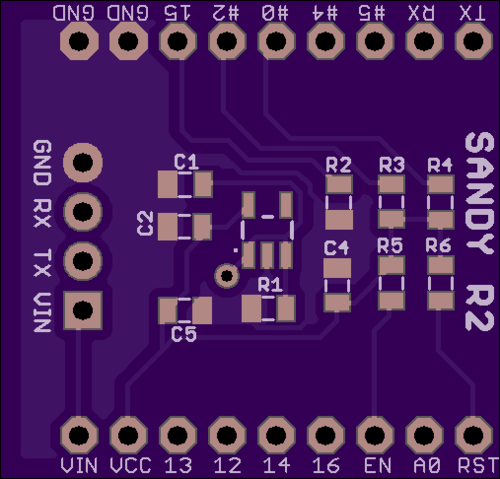 GND GND 15 #2 #0 #4 #5 RX TX
GND RX TX VIN
C1
C2
C5
R1
R2 R3 R4
C4 R5 R6
SANDY R2
VIN VCC 13 12 14 16 EN A0 RST